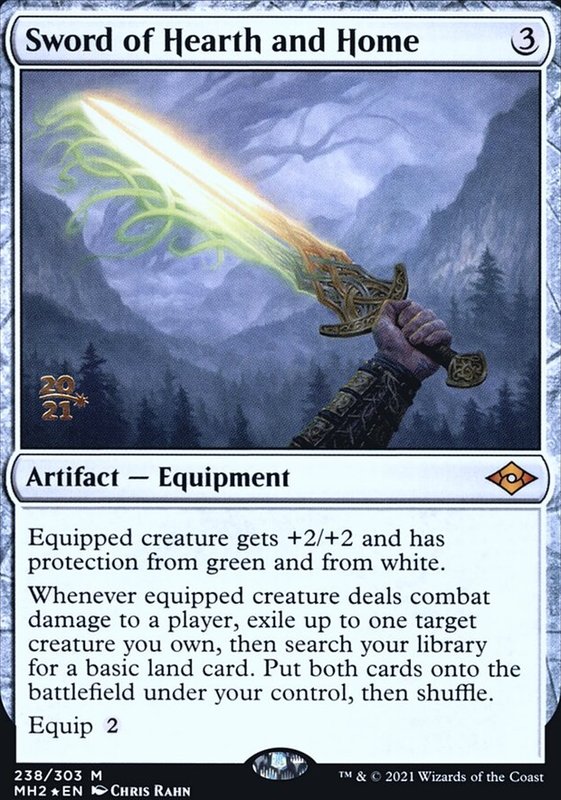 Sword of Hearth and Home 3
20
21
Artifact — Equipment
Equipped creature gets +2/+2 and has
protection from green and from white.
Whenever equipped creature deals combat
damage to a player, exile up to one target
creature you own, then search your library
for a basic land card. Put both cards onto the
battlefield under your control, then shuffle.
Equip 2
238/303 M
MH2 ★ EN Chris Rahn
™ & © 2021 Wizards of the Coast